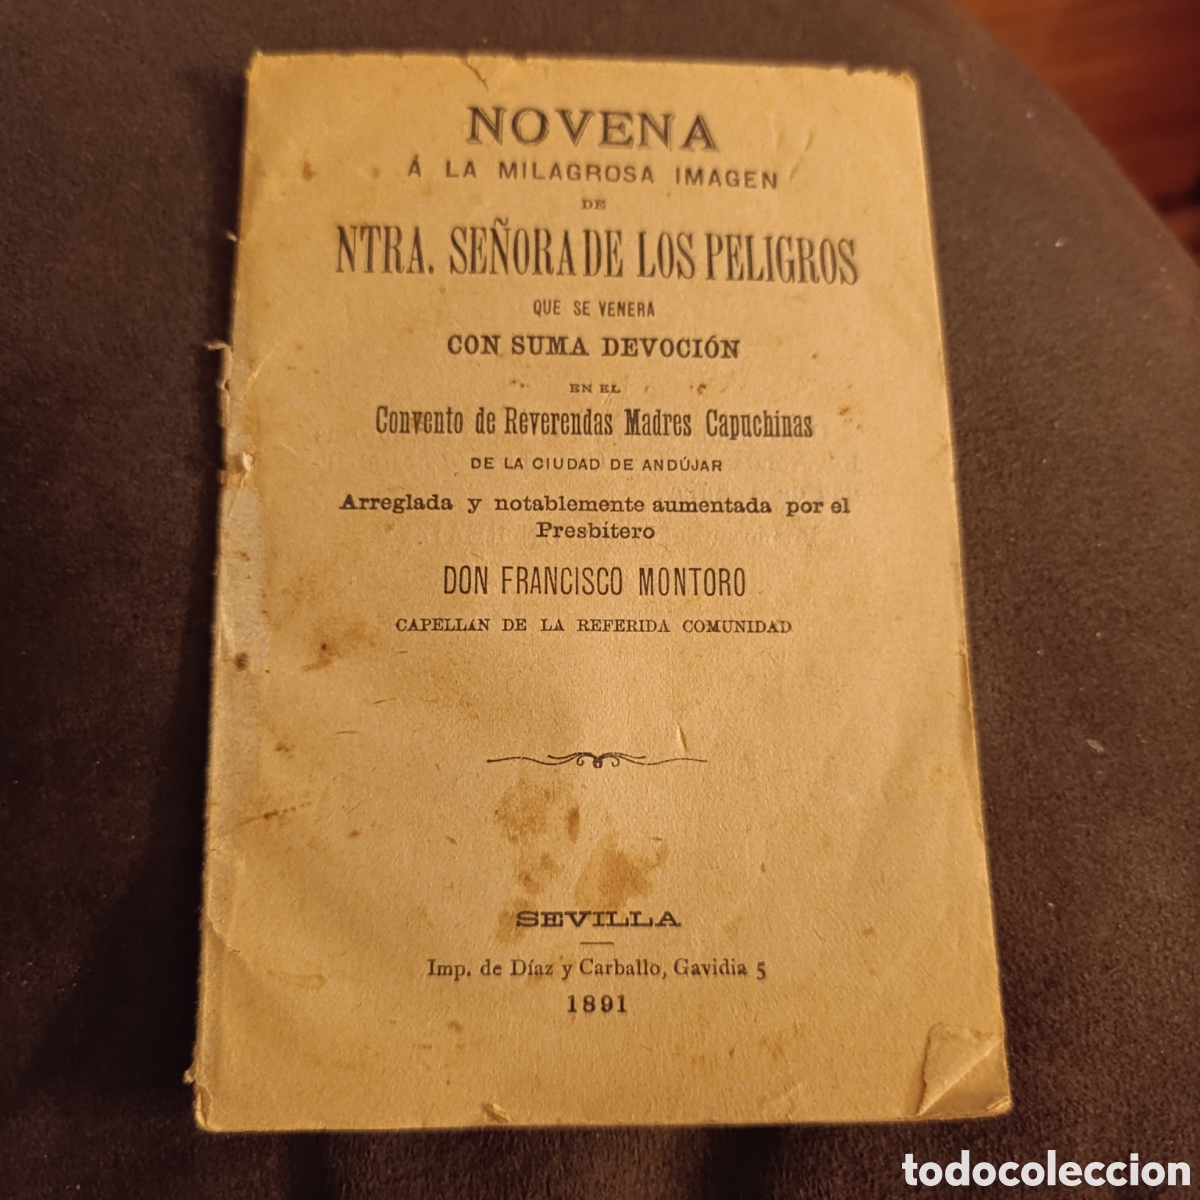 NOVENA
Á LA MILAGROSA IMAGEN
DE
NTRA. SEÑORA DE LOS PELIGROS
QUE SE VENERA
CON SUMA DEVOCIÓN
EN EL
Convento de Reverendas Madres Capuchinas
DE LA CIUDAD DE ANDÚJAR
Arreglada y notablemente aumentada por el
Presbítero
DON FRANCISCO MONTORO
CAPELLÁN DE LA REFERIDA COMUNIDAD
SEVILLA
Imp. de Díaz y Carballo, Gavidia 5
1891
todocoleccion